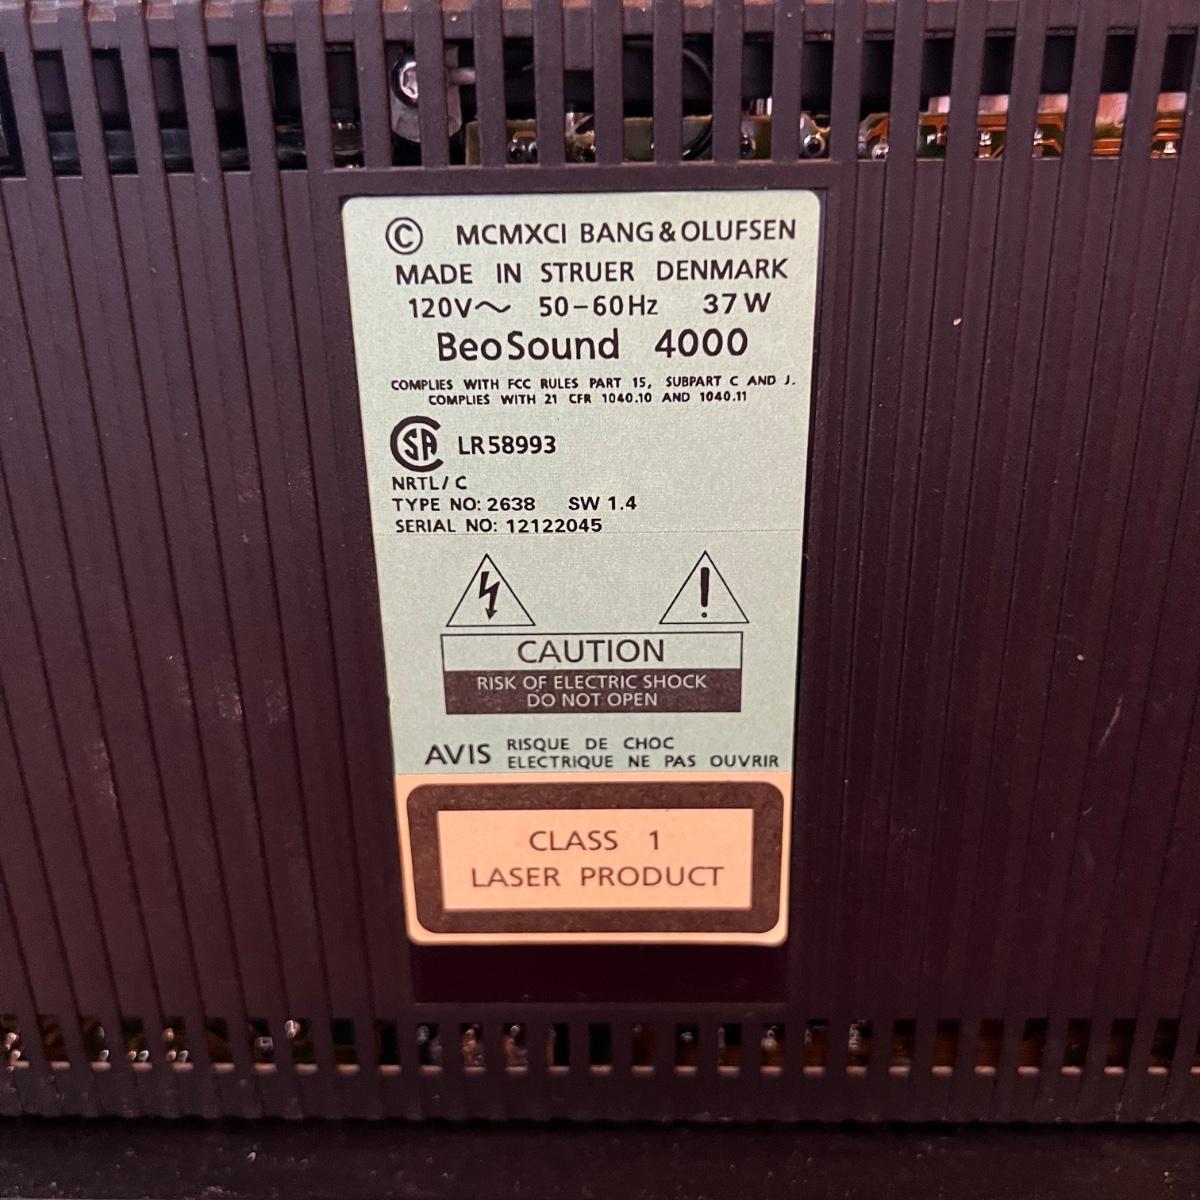 © MCMXCI BANG & OLUFSEN
MADE IN STRUER DENMARK
120V~ 50-60Hz 37W
BeoSound 4000
COMPLIES WITH FCC RULES PART 15, SUBPART C AND J.
COMPLIES WITH 21 CFR 1040.10 AND 1040.11
CSA LR58993
NRTL/C
TYPE NO: 2638 SW 1.4
SERIAL NO: 12122045
CAUTION
RISK OF ELECTRIC SHOCK
DO NOT OPEN
AVIS RISQUE DE CHOC
ELECTRIQUE NE PAS OUVRIR
CLASS 1
LASER PRODUCT